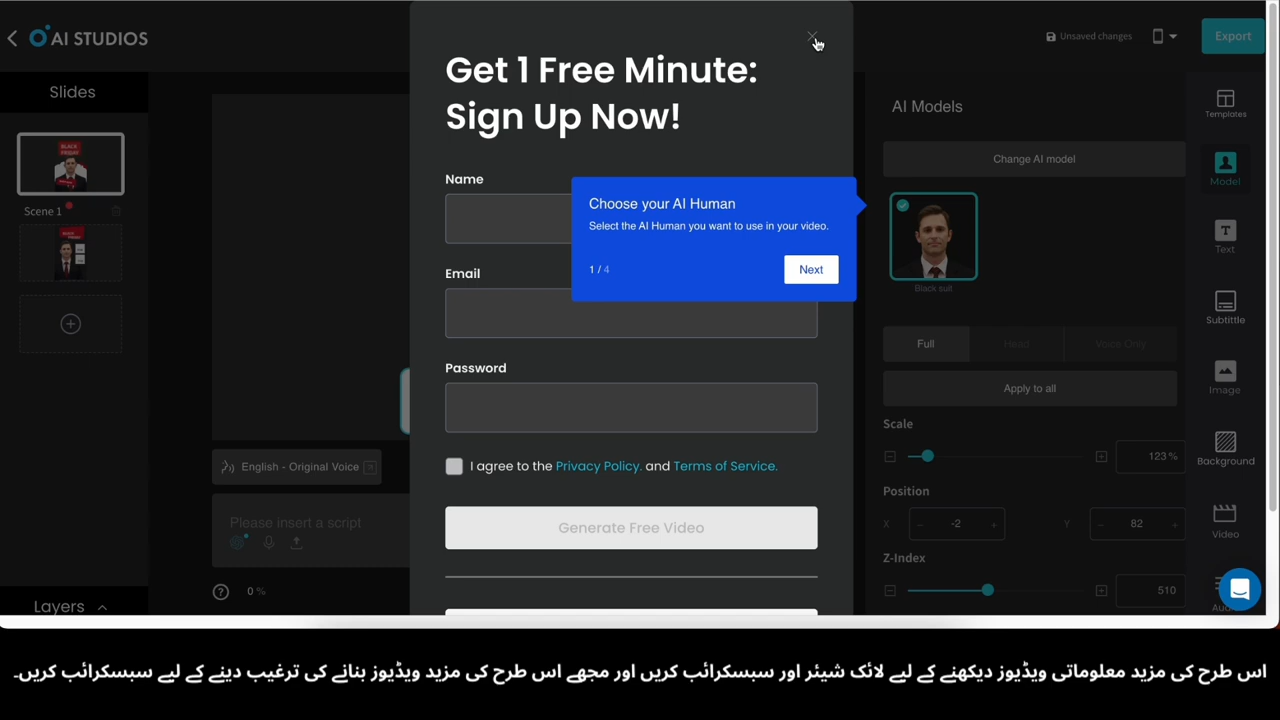 AI STUDIOS
Unsaved changes
Export
Slides
Scene 1
Layers
English - Original Voice
Please insert a script
0 %
Get 1 Free Minute:
Sign Up Now!
Name
Email
Password
I agree to the Privacy Policy. and Terms of Service.
Generate Free Video
Choose your AI Human
Select the AI Human you want to use in your video.
1 / 4
Next
AI Models
Change AI model
Black suit
Full
Head
Voice Only
Apply to all
Scale
123 %
Position
X
-2
Y
82
Z-Index
510
Templates
Model
Text
Subtitle
Image
Background
Video
اس طرح کی مزید معلوماتی ویڈیوز دیکھنے کے لیے لائک شیئر اور سبسکرائب کریں اور مجھے اس طرح کی مزید ویڈیوز بنانے کی ترغیب دینے کے لیے سبسکرائب کریں۔